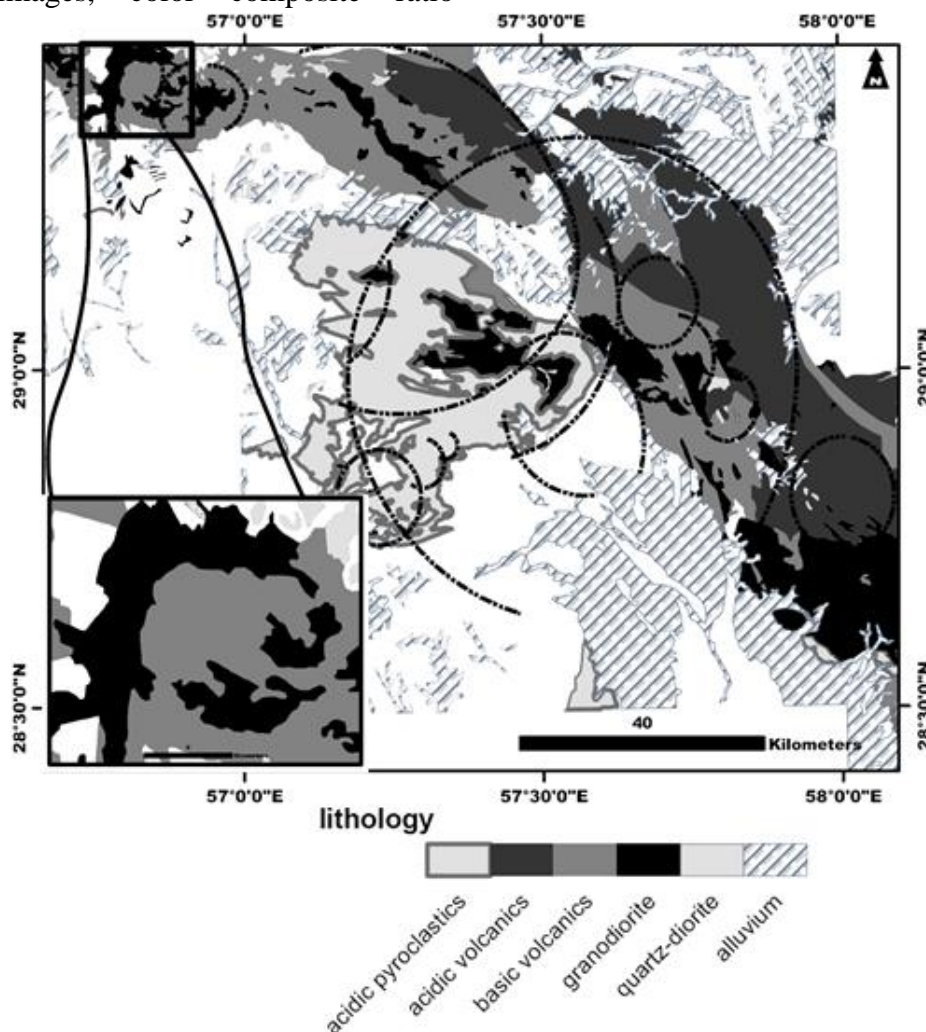 images, color composite ratio
57°0'0"E 57°30'0"E 58°0'0"E
N
29°0'0"N
29°0'0"N
28°30'0"N
28°30'0"N
40
Kilometers
57°0'0"E 57°30'0"E 58°0'0"E
lithology
acidic pyroclastics
acidic volcanics
basic volcanics
granodiorite
quartz-diorite
alluvium